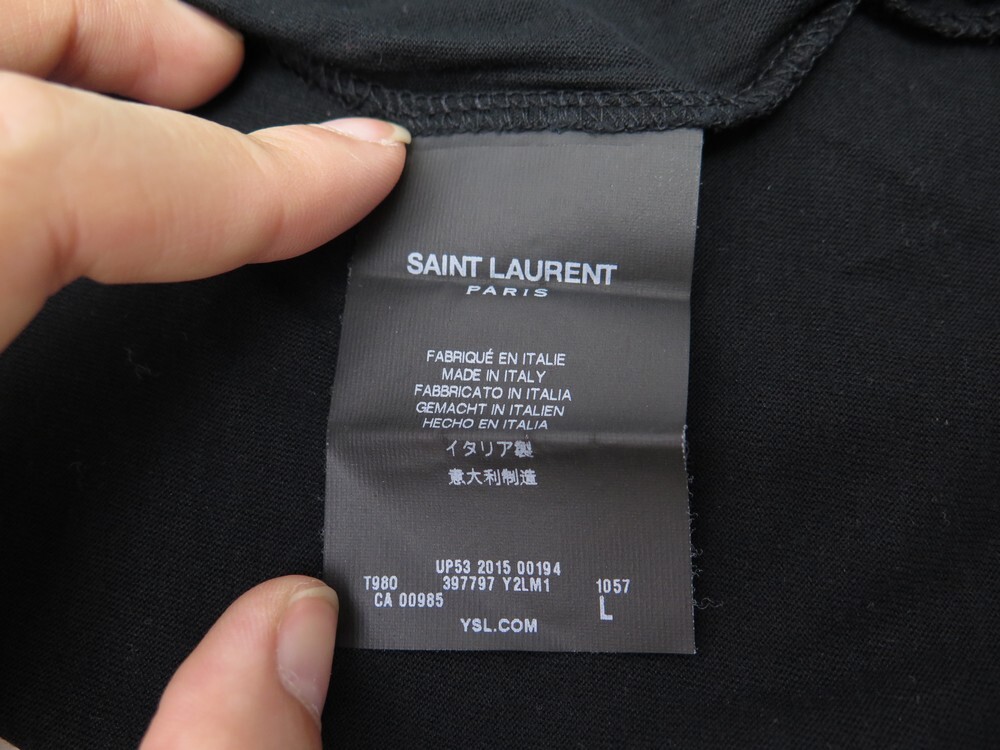 SAINT LAURENT
PARIS
FABRIQUÉ EN ITALIE
MADE IN ITALY
FABBRICATO IN ITALIA
GEMACHT IN ITALIEN
HECHO EN ITALIA
イタリア製
意大利制造
UP53 2015 00194
T980 397797 Y2LM1 1057
CA 00985 L
YSL.COM